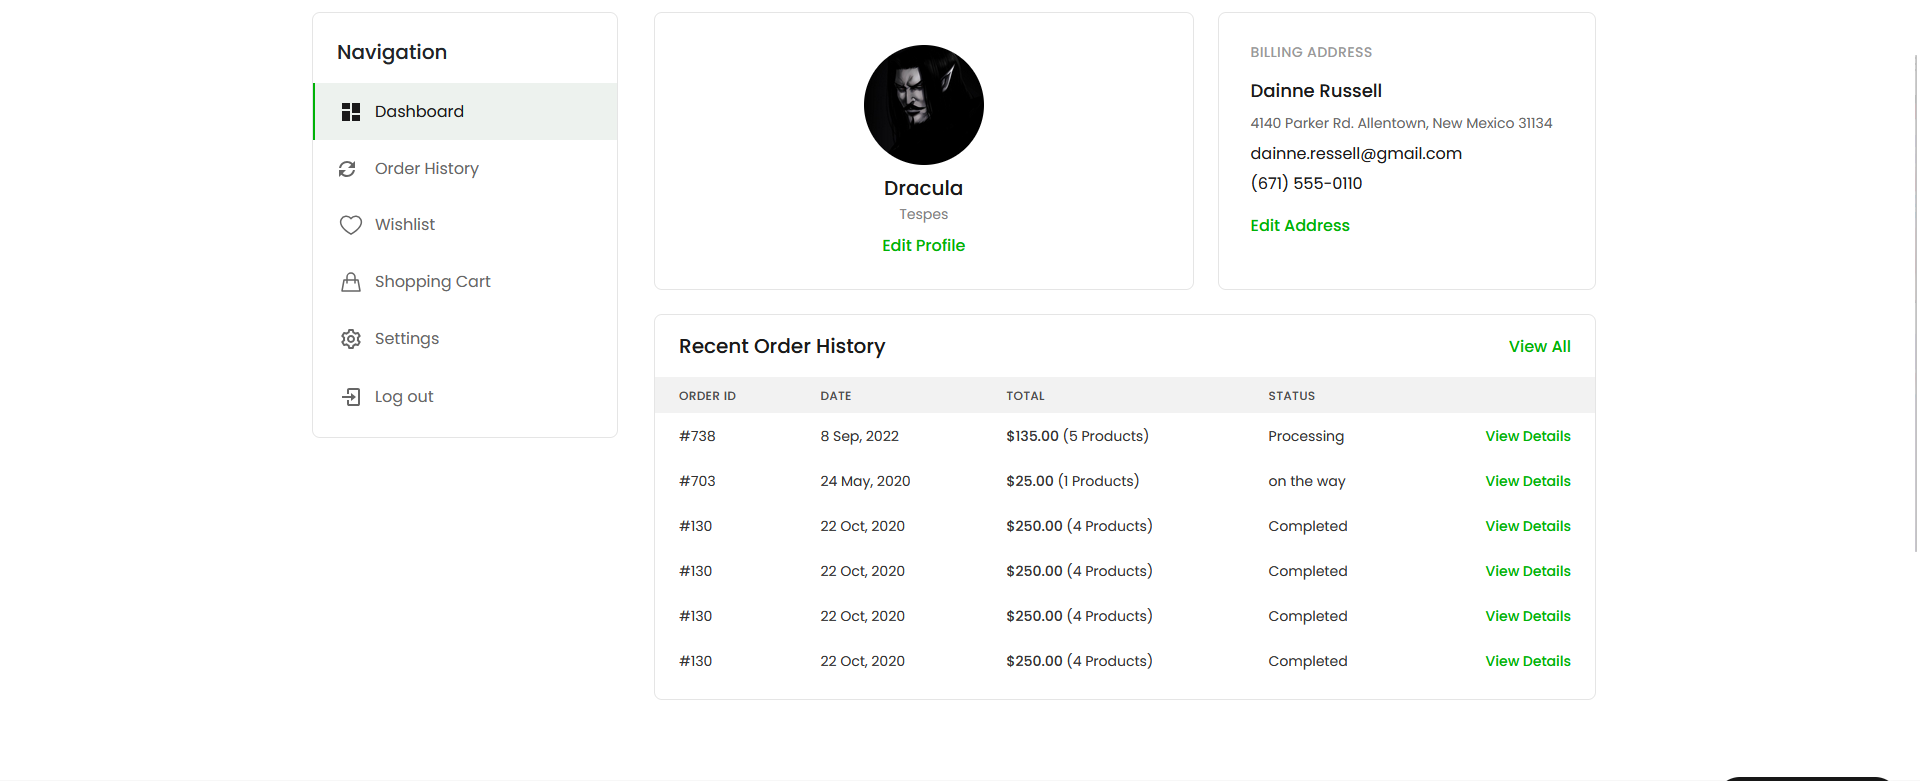 Navigation
Dashboard
Order History
Wishlist
Shopping Cart
Settings
Log out
Dracula
Tespes
Edit Profile
BILLING ADDRESS
Dainne Russell
4140 Parker Rd. Allentown, New Mexico 31134
dainne.ressell@gmail.com
(671) 555-0110
Edit Address
Recent Order History View All
ORDER ID DATE TOTAL STATUS
#738 8 Sep, 2022 $135.00 (5 Products) Processing View Details
#703 24 May, 2020 $25.00 (1 Products) on the way View Details
#130 22 Oct, 2020 $250.00 (4 Products) Completed View Details
#130 22 Oct, 2020 $250.00 (4 Products) Completed View Details
#130 22 Oct, 2020 $250.00 (4 Products) Completed View Details
#130 22 Oct, 2020 $250.00 (4 Products) Completed View Details